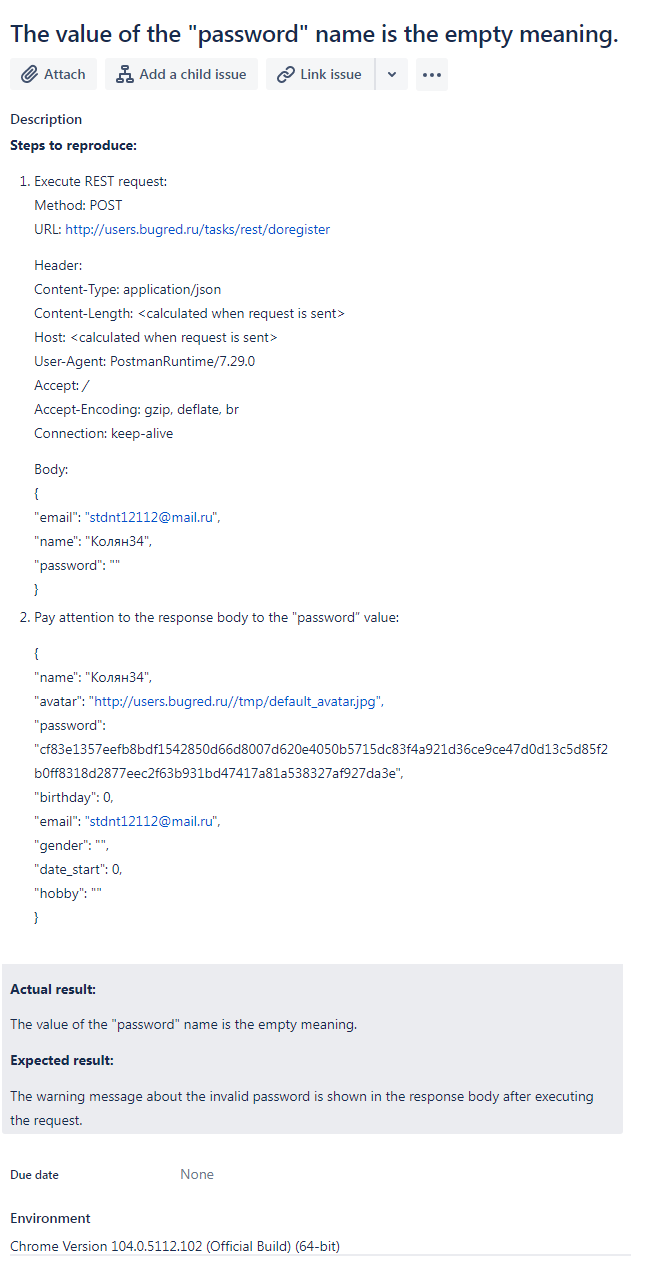 The value of the "password" name is the empty meaning.
Attach
Add a child issue
Link issue
Description
Steps to reproduce:
1. Execute REST request:
Method: POST
URL: http://users.bugred.ru/tasks/rest/doregister
Header:
Content-Type: application/json
Content-Length: <calculated when request is sent>
Host: <calculated when request is sent>
User-Agent: PostmanRuntime/7.29.0
Accept: /
Accept-Encoding: gzip, deflate, br
Connection: keep-alive
Body:
{
"email": "stdnt12112@mail.ru",
"name": "Колян34",
"password": ""
}
2. Pay attention to the response body to the "password" value:
{
"name": "Колян34",
"avatar": "http://users.bugred.ru//tmp/default_avatar.jpg",
"password":
"cf83e1357eefb8bdf1542850d66d8007d620e4050b5715dc83f4a921d36ce9ce47d0d13c5d85f2
b0ff8318d2877eec2f63b931bd47417a81a538327af927da3e",
"birthday": 0,
"email": "stdnt12112@mail.ru",
"gender": "",
"date_start": 0,
"hobby": ""
}
Actual result:
The value of the "password" name is the empty meaning.
Expected result:
The warning message about the invalid password is shown in the response body after executing
the request.
Due date None
Environment
Chrome Version 104.0.5112.102 (Official Build) (64-bit)